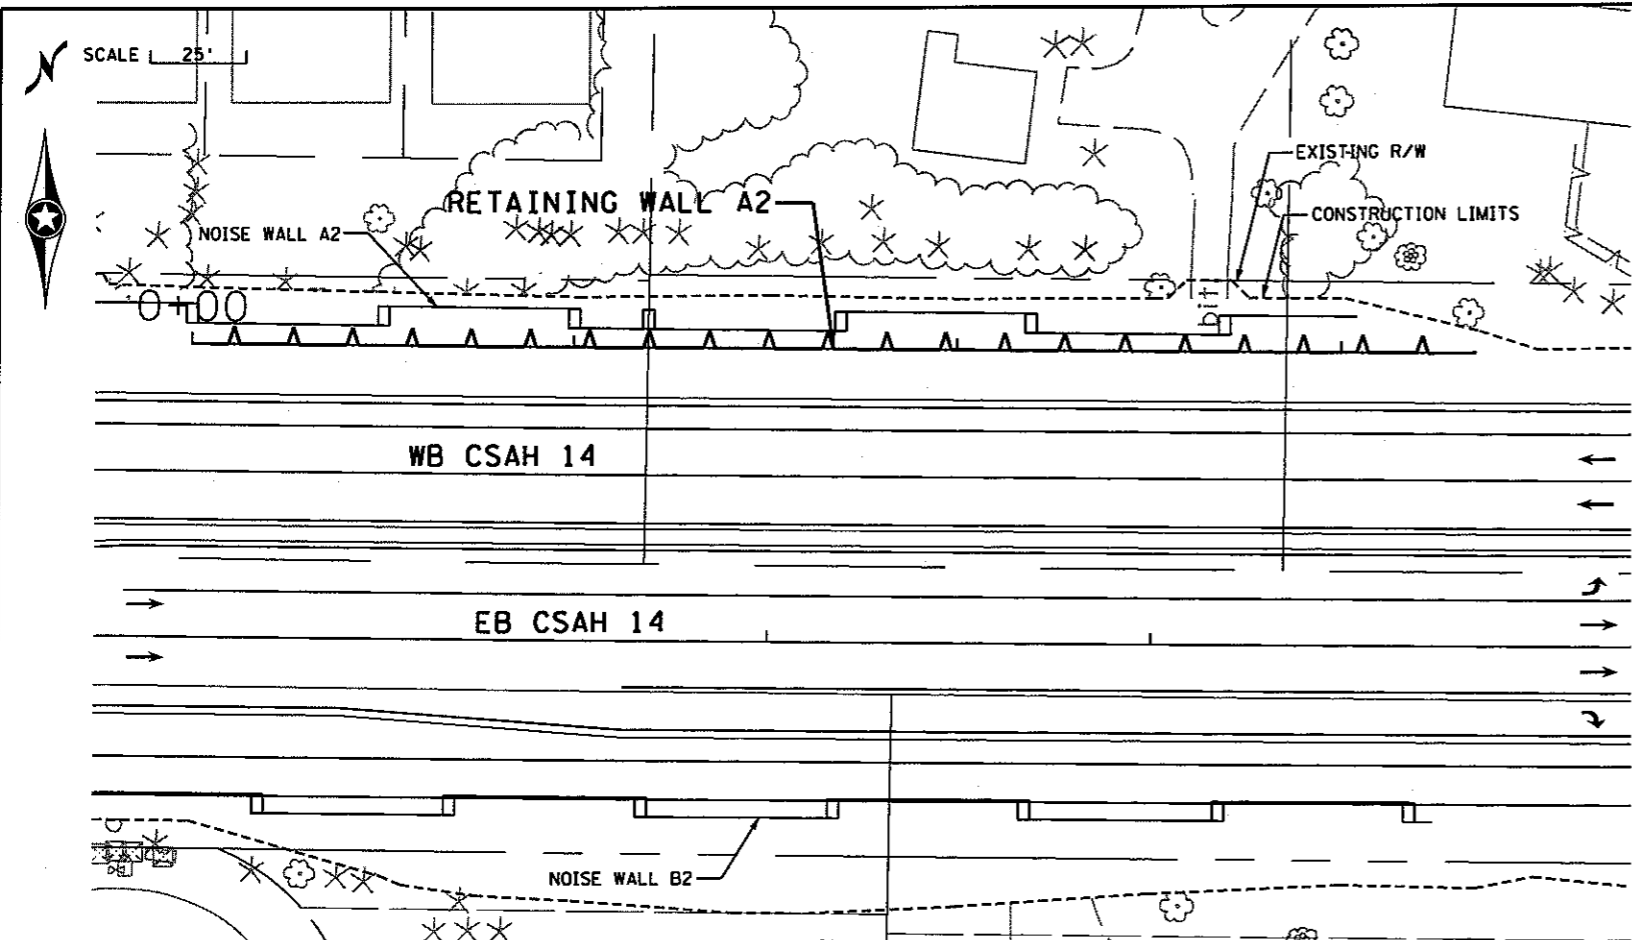 N SCALE 25'
EXISTING R/W
RETAINING WALL A2
CONSTRUCTION LIMITS
NOISE WALL A2
0+00
bit
WB CSAH 14
EB CSAH 14
NOISE WALL B2